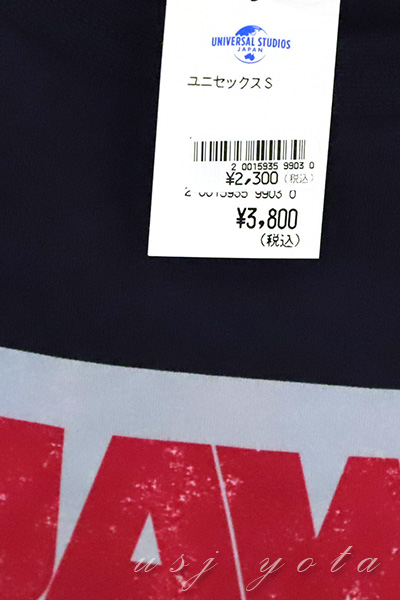 UNIVERSAL STUDIOS
JAPAN
ユニセックスS
2 0015935 9903 0
¥2,300(税込)
2 0015935 9903 0
¥3,800
(税込)
JAW
usj yota